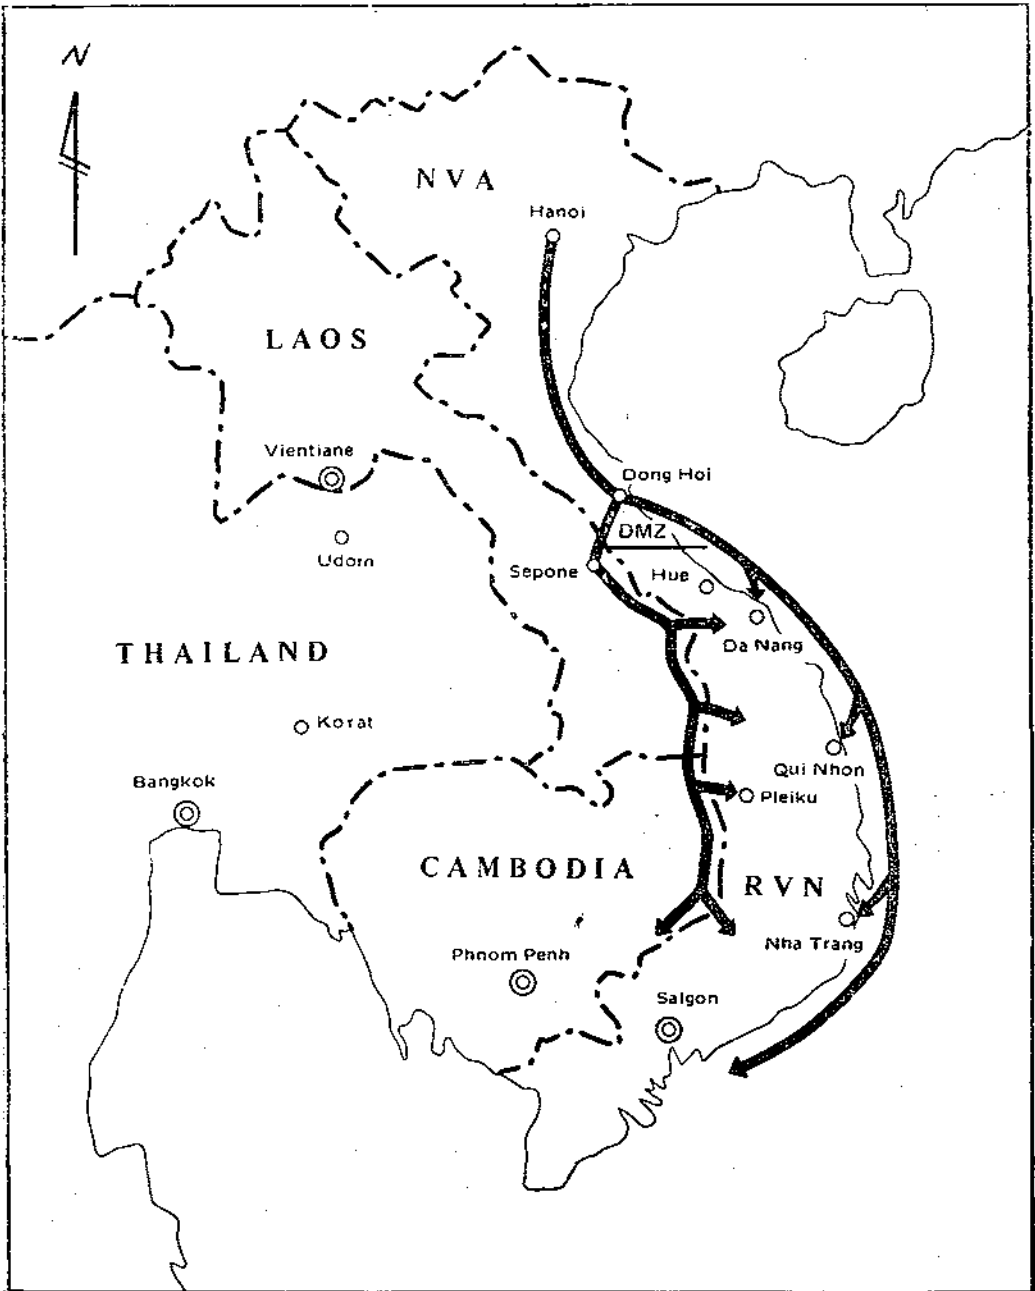 N
NVA
Hanoi
LAOS
Vientiane
Dong Hoi
DMZ
Udorn
Sepone
Hue
THAILAND
Da Nang
Korat
Qui Nhon
Bangkok
Pleiku
CAMBODIA
RVN
Nha Trang
Phnom Penh
Saigon